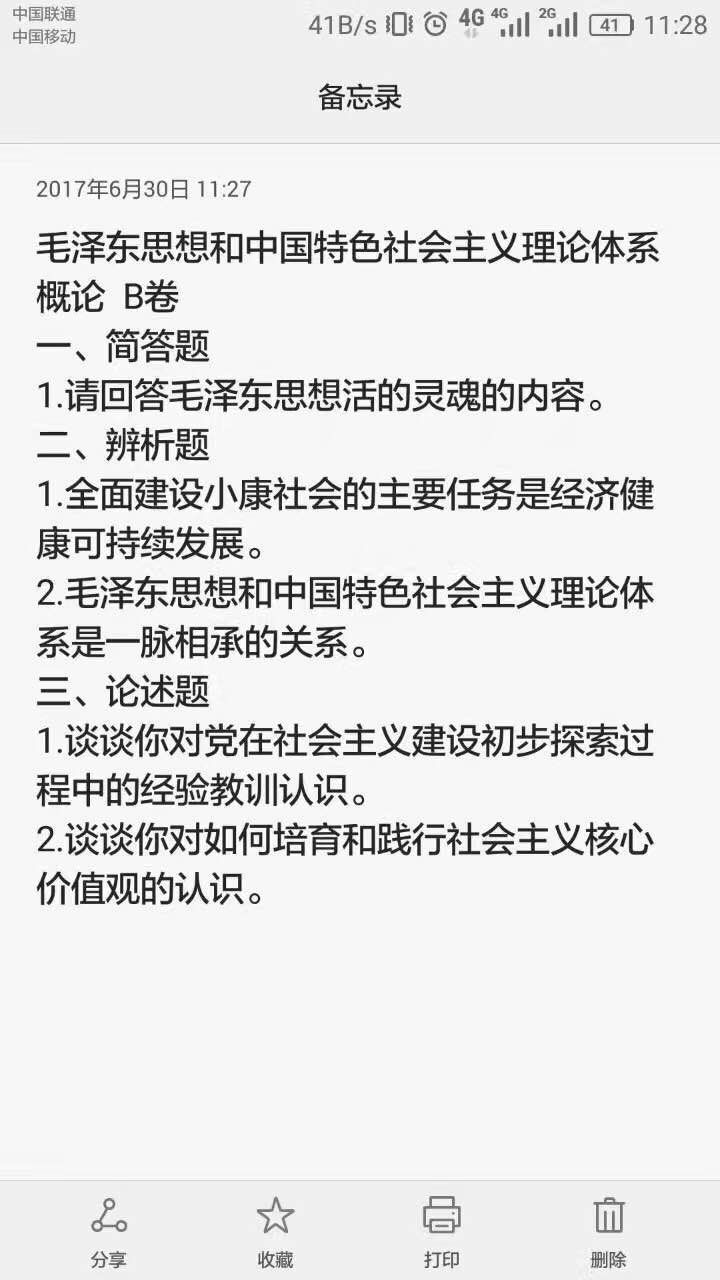 中国联通
中国移动
41B/s 4G 4G 2G 41 11:28
备忘录
2017年6月30日 11:27
毛泽东思想和中国特色社会主义理论体系
概论 B卷
一、简答题
1.请回答毛泽东思想活的灵魂的内容。
二、辨析题
1.全面建设小康社会的主要任务是经济健
康可持续发展。
2.毛泽东思想和中国特色社会主义理论体
系是一脉相承的关系。
三、论述题
1.谈谈你对党在社会主义建设初步探索过
程中的经验教训认识。
2.谈谈你对如何培育和践行社会主义核心
价值观的认识。
分享 收藏 打印 删除